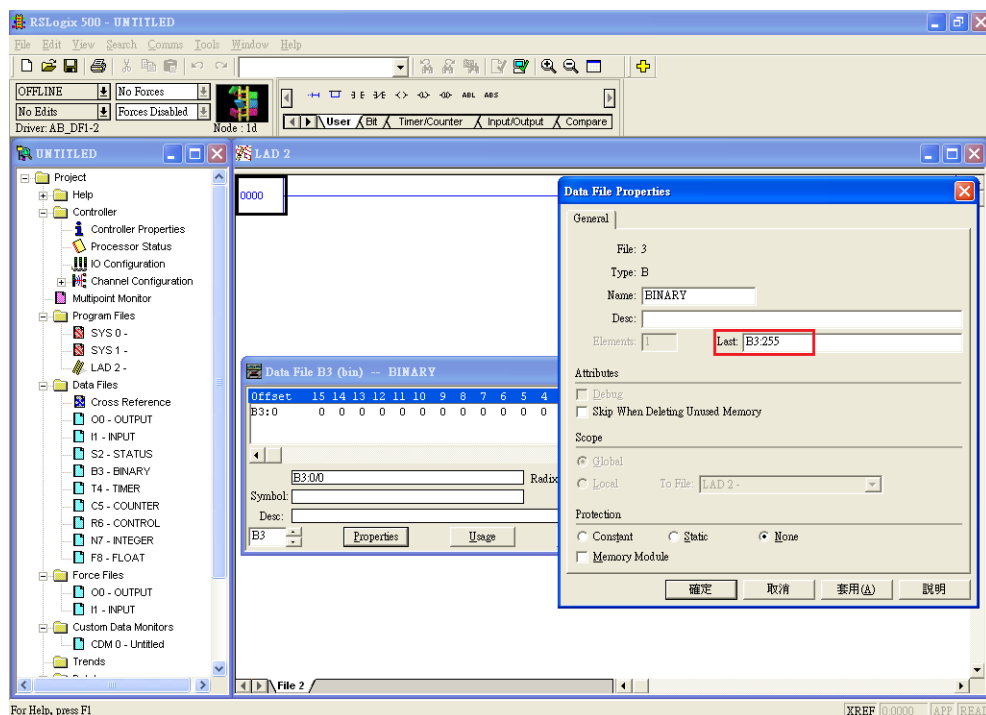 RSLogix 500 - UNTITLED
File Edit View Search Comms Tools Window Help
OFFLINE No Forces
No Edits Forces Disabled
Driver: AB_DF1-2 Node : 1d
ABL ABS
User Bit Timer/Counter Input/Output Compare
UNTITLED
Project
Help
Controller
Controller Properties
Processor Status
IO Configuration
Channel Configuration
Multipoint Monitor
Program Files
SYS 0 -
SYS 1 -
LAD 2 -
Data Files
Cross Reference
O0 - OUTPUT
I1 - INPUT
S2 - STATUS
B3 - BINARY
T4 - TIMER
C5 - COUNTER
R6 - CONTROL
N7 - INTEGER
F8 - FLOAT
Force Files
O0 - OUTPUT
I1 - INPUT
Custom Data Monitors
CDM 0 - Untitled
Trends
LAD 2
0000
Data File B3 (bin) -- BINARY
Offset 15 14 13 12 11 10 9 8 7 6 5 4
B3:0 0 0 0 0 0 0 0 0 0 0 0 0
B3:0/0 Radix
Symbol:
Desc:
B3 Properties Usage
File 2
Data File Properties
General
File: 3
Type: B
Name: BINARY
Desc:
Elements: 1 Last: B3:255
Attributes
Debug
Skip When Deleting Unused Memory
Scope
Global
Local To File: LAD 2 -
Protection
Constant Static None
Memory Module
確定 取消 套用(A) 說明
For Help, press F1
XREF 0:0000 APP READ